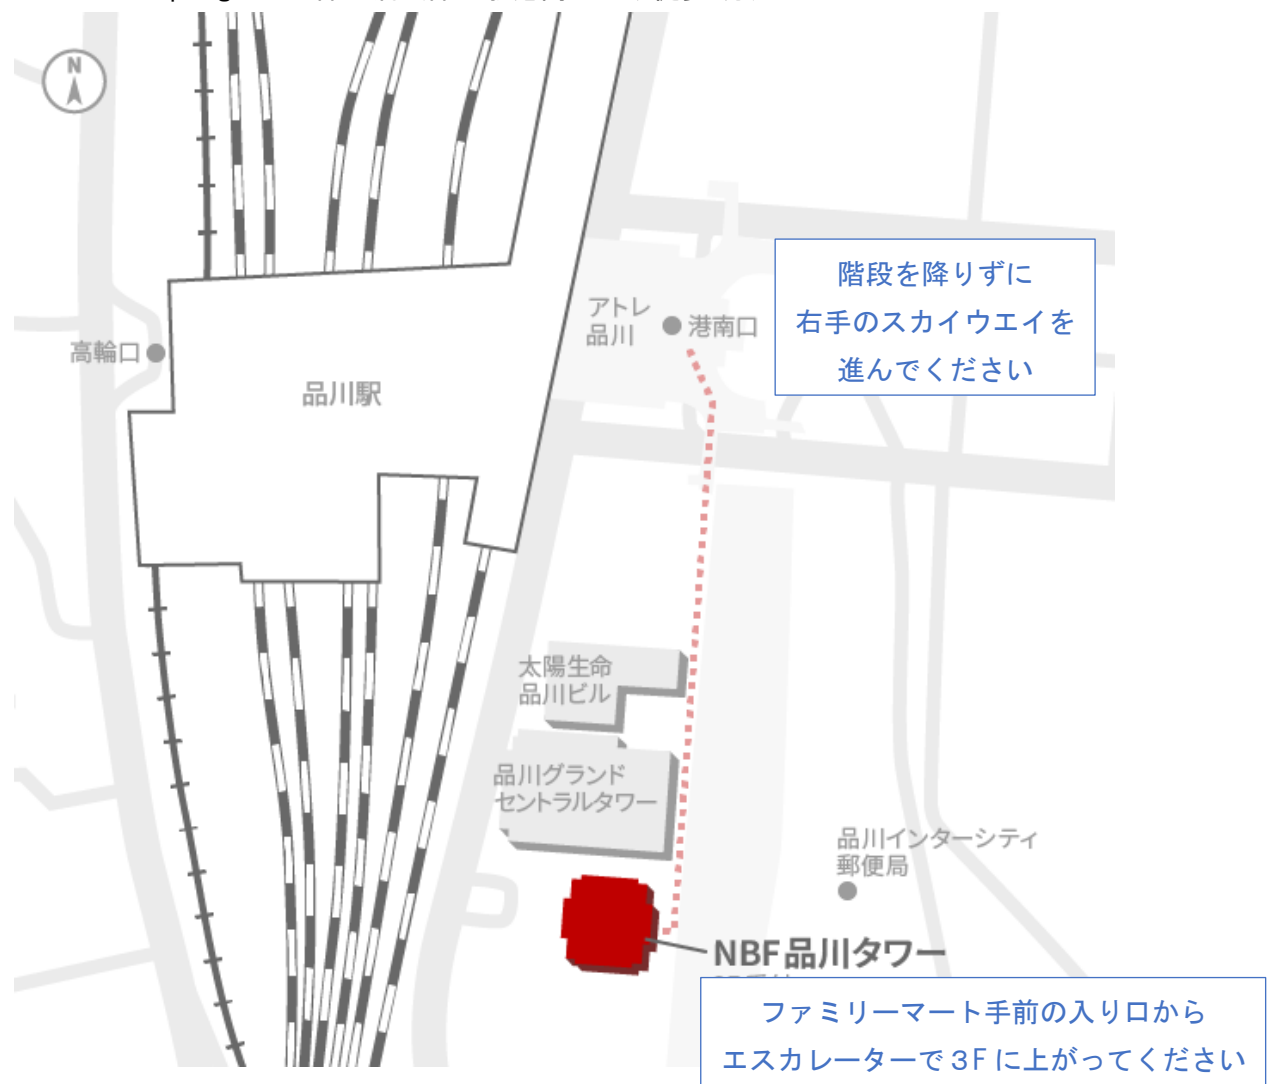 N
階段を降りずに
右手のスカイウエイを
進んでください
アトレ
品川
港南口
高輪口
品川駅
太陽生命
品川ビル
品川グランド
セントラルタワー
品川インターシティ
郵便局
NBF品川タワー
ファミリーマート手前の入り口から
エスカレーターで3Fに上がってください